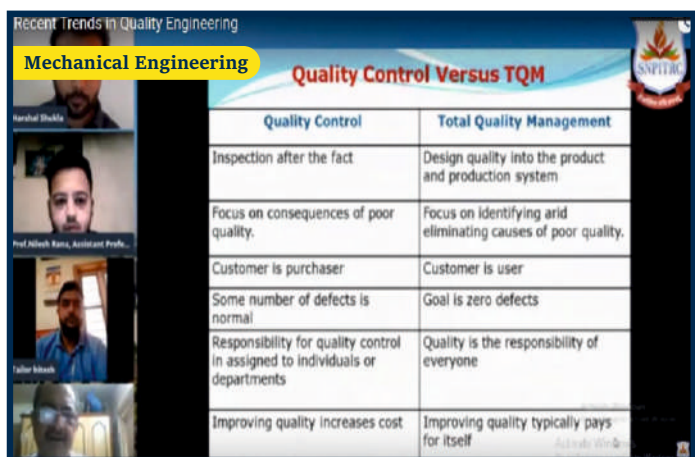 Recent Trends in Quality Engineering
Mechanical Engineering
Quality Control Versus TQM
SNPITRC
Harshal Shukla
Prof.Nilesh Rana, Assistant Profe...
Tailor hitesh
Quality Control
Total Quality Management
Inspection after the fact
Design quality into the product
and production system
Focus on consequences of poor
quality.
Focus on identifying arid
eliminating causes of poor quality.
Customer is purchaser
Customer is user
Some number of defects is
normal
Goal is zero defects
Responsibility for quality control
in assigned to individuals or
departments
Quality is the responsibility of
everyone
Improving quality increases cost
Improving quality typically pays
for itself